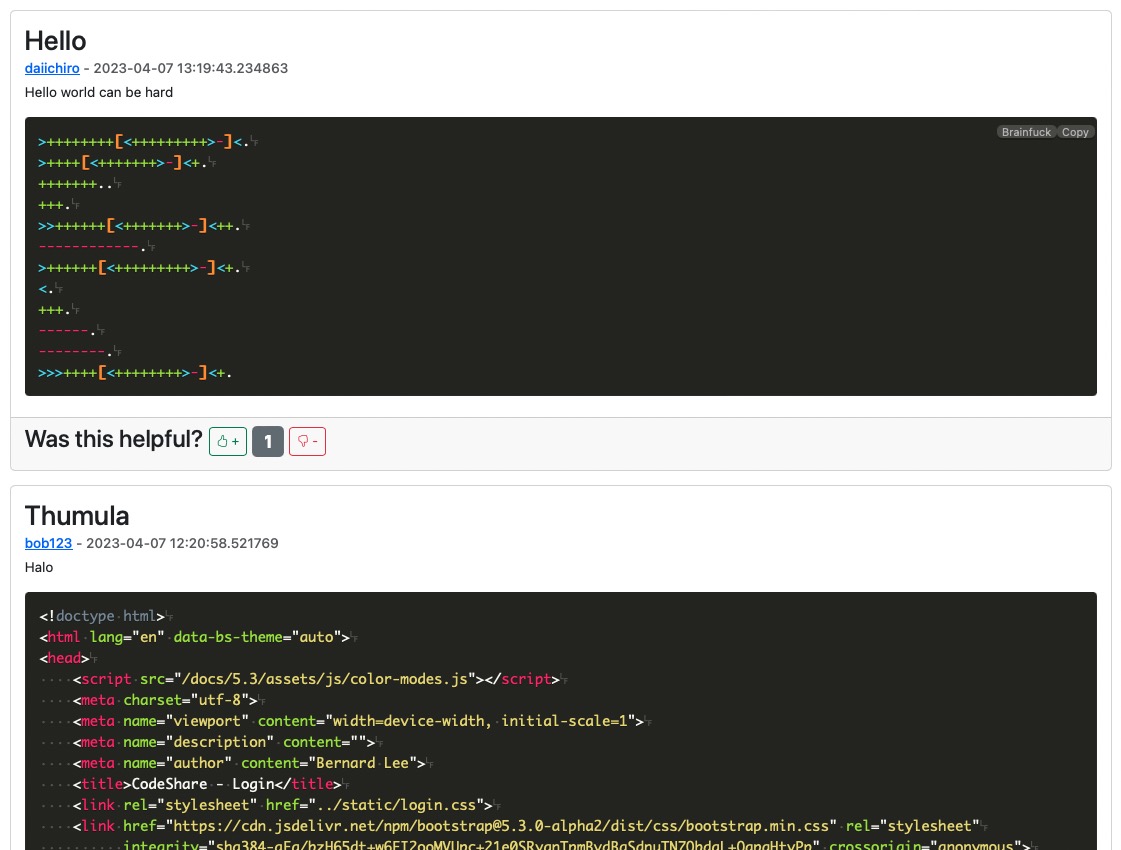 Hello
daiichiro - 2023-04-07 13:19:43.234863
Hello world can be hard
Brainfuck Copy
>++++++++[<+++++++++>-]<.
>++++[<+++++++>-]<+.
+++++++..
+++.
>>++++++[<+++++++>-]<++.
------------.
>++++++[<+++++++++>-]<+.
<.
+++.
------.
--------.
>>>++++[<++++++++>-]<+.
Was this helpful? + 1 -
Thumula
bob123 - 2023-04-07 12:20:58.521769
Halo
<!doctype html>
<html lang="en" data-bs-theme="auto">
<head>
<script src="/docs/5.3/assets/js/color-modes.js"></script>
<meta charset="utf-8">
<meta name="viewport" content="width=device-width, initial-scale=1">
<meta name="description" content="">
<meta name="author" content="Bernard Lee">
<title>CodeShare - Login</title>
<link rel="stylesheet" href="../static/login.css">
<link href="https://cdn.jsdelivr.net/npm/bootstrap@5.3.0-alpha2/dist/css/bootstrap.min.css" rel="stylesheet"
crossorigin="anonymous">